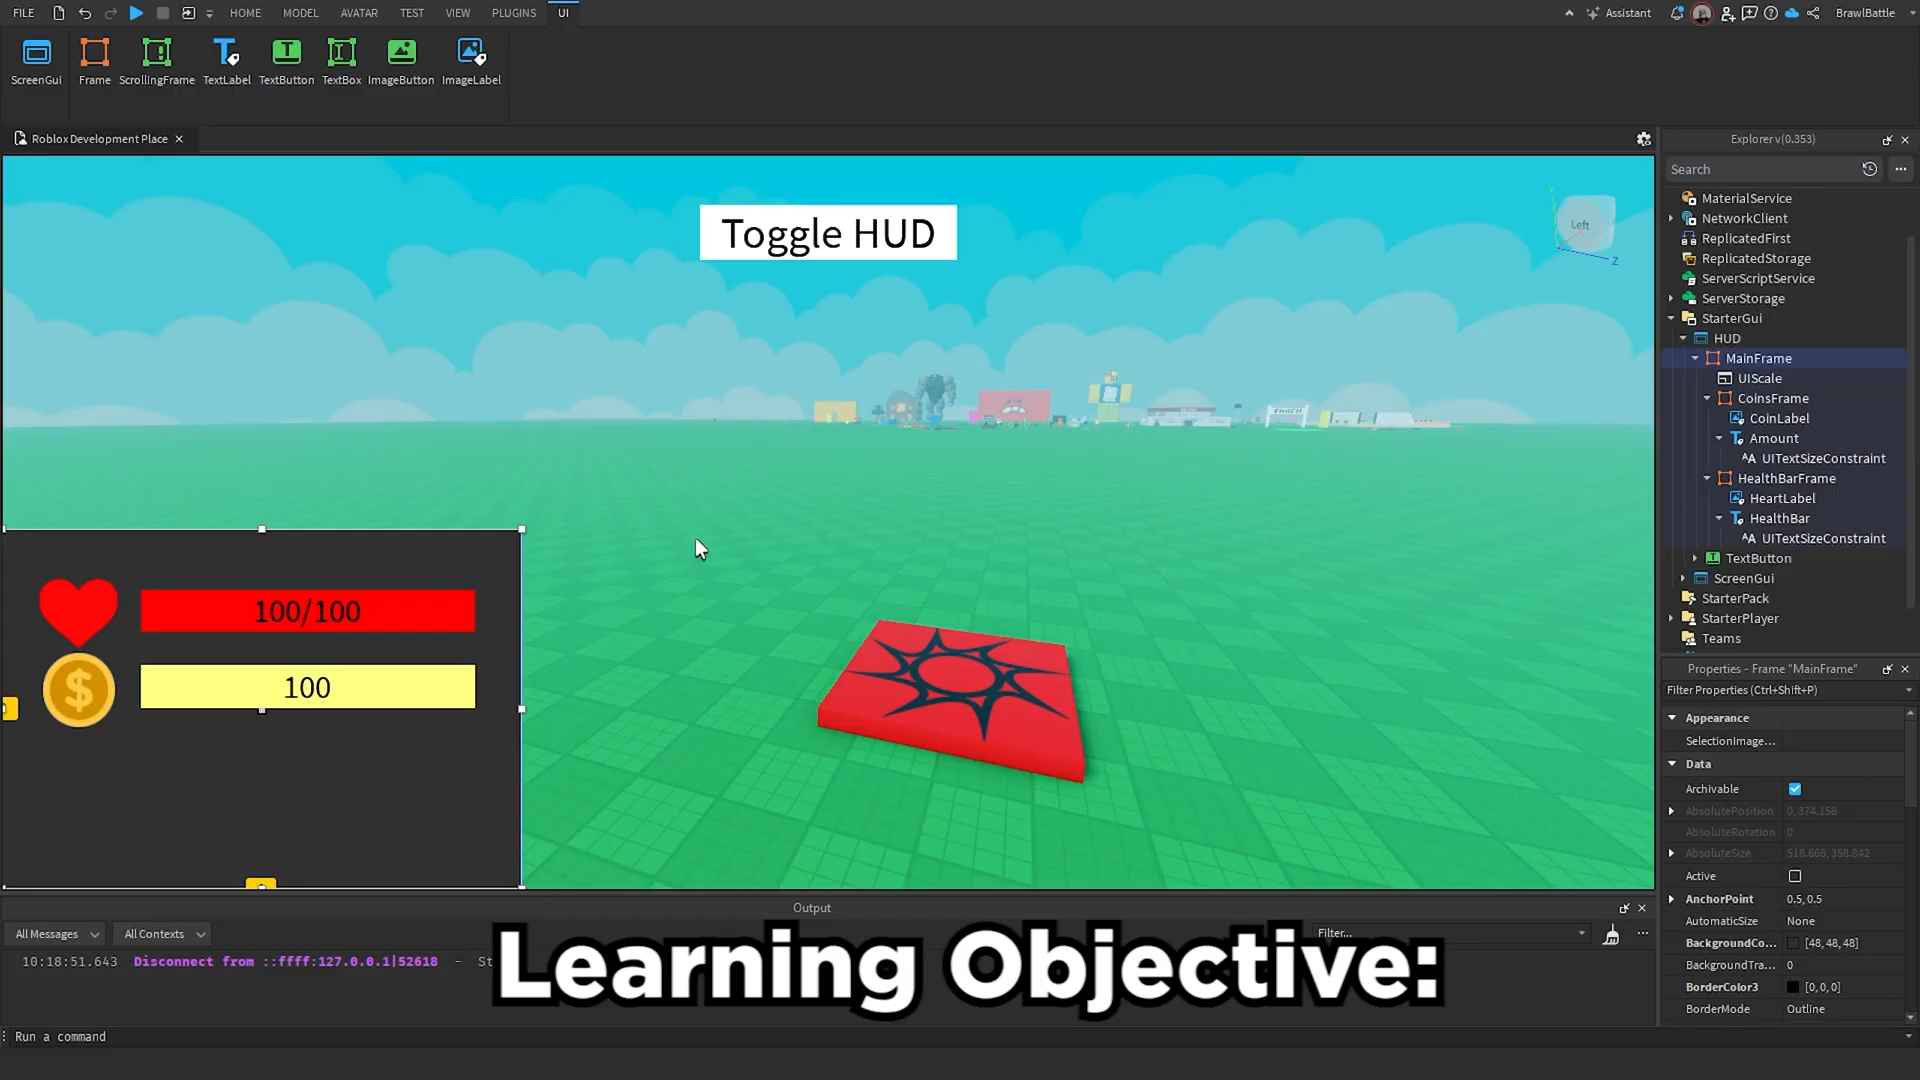 FILE HOME MODEL AVATAR TEST VIEW PLUGINS UI Assistant BrawlBattle
ScreenGui Frame ScrollingFrame TextLabel TextButton TextBox ImageButton ImageLabel
Roblox Development Place
Explorer v(0.353)
Search
MaterialService
NetworkClient
ReplicatedFirst
ReplicatedStorage
ServerScriptService
ServerStorage
StarterGui
HUD
MainFrame
UIScale
CoinsFrame
CoinLabel
Amount
UITextSizeConstraint
HealthBarFrame
HeartLabel
HealthBar
UITextSizeConstraint
TextButton
ScreenGui
StarterPack
StarterPlayer
Teams
Toggle HUD
Left
Y
Z
100/100
100
Properties - Frame "MainFrame"
Filter Properties (Ctrl+Shift+P)
Appearance
SelectionImage...
Data
Archivable
AbsolutePosition 0, 374.158
AbsoluteRotation 0
AbsoluteSize 518.666, 358.842
Active
AnchorPoint 0.5, 0.5
AutomaticSize None
BackgroundCo... [48,48,48]
BackgroundTra... 0
BorderColor3 [0,0,0]
BorderMode Outline
Output
All Messages All Contexts Filter...
10:18:51.643 Disconnect from ::ffff:127.0.0.1|52618 - St
Learning Objective:
Run a command